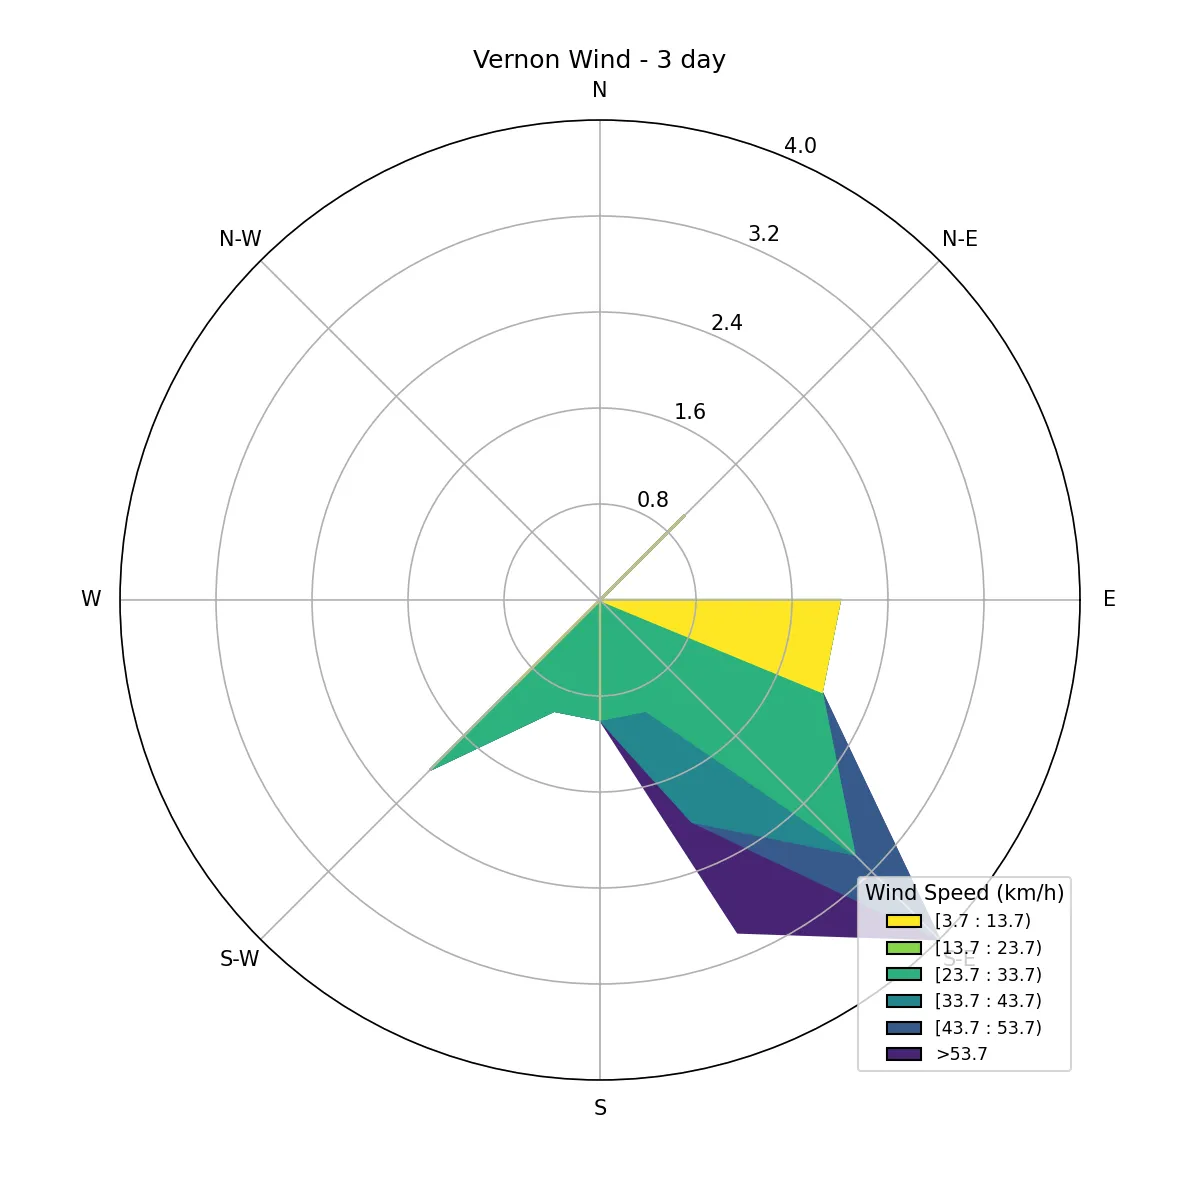 Vernon Wind - 3 day
N
4.0
N-W
3.2
N-E
2.4
1.6
0.8
W
E
Wind Speed (km/h)
[3.7 : 13.7)
[13.7 : 23.7)
[23.7 : 33.7)
[33.7 : 43.7)
[43.7 : 53.7)
>53.7
S-W
S-E
S